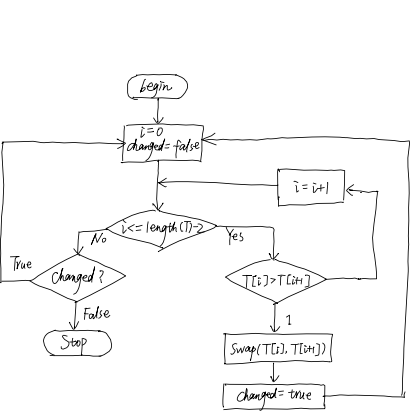 begin
i=0
changed=false
i=i+1
i<=length(T)-2
No
Yes
True
changed?
T[i]>T[i+1]
False
1
Stop
Swap(T[i], T[i+1])
changed=true